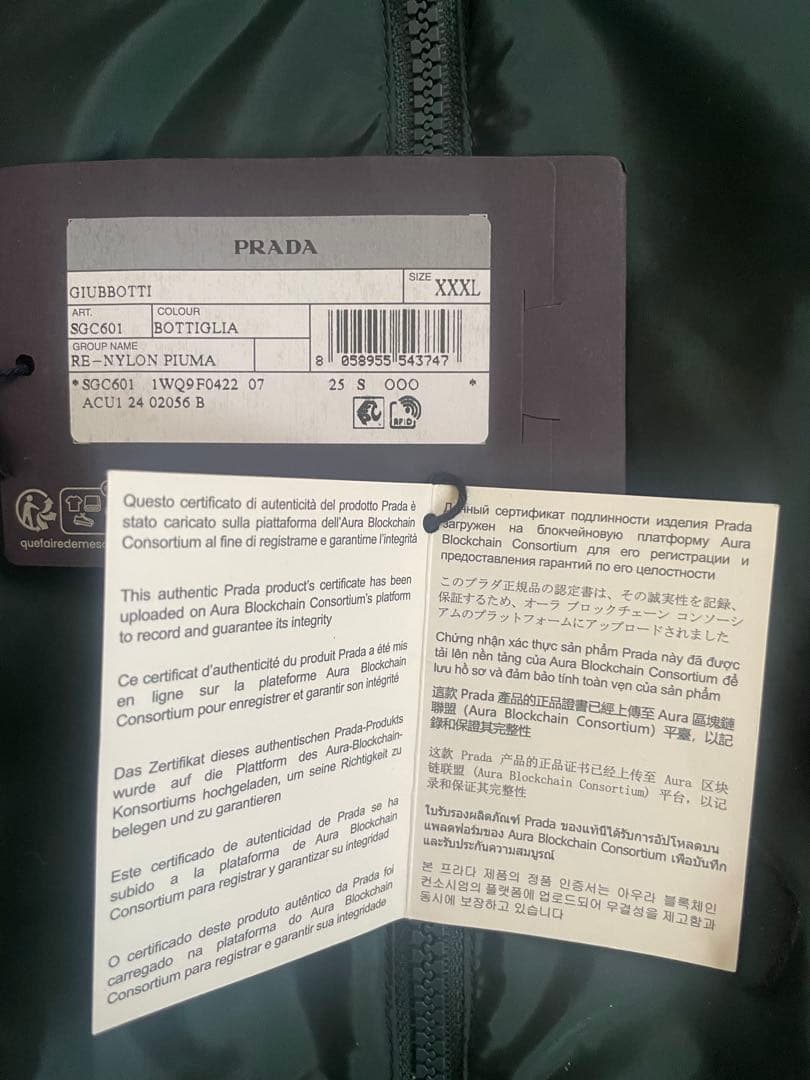 PRADA
GIUBBOTTI
SIZE
XXXL
ART.
SGC601
COLOUR
BOTTIGLIA
GROUP NAME
RE-NYLON PIUMA
8 058955 543747
*SGC601 1WQ9F0422 07 25 S OOO *
ACU1 24 02056 B
RFID
Questo certificato di autenticità del prodotto Prada è
stato caricato sulla piattaforma dell'Aura Blockchain
Consortium al fine di registrarne e garantirne l'integrità
This authentic Prada product's certificate has been
uploaded on Aura Blockchain Consortium's platform
to record and guarantee its integrity
Ce certificat d'authenticité du produit Prada a été mis
en ligne sur la plateforme Aura Blockchain
Consortium pour enregistrer et garantir son intégrité
Das Zertifikat dieses authentischen Prada-Produkts
wurde auf die Plattform des Aura-Blockchain-
Konsortiums hochgeladen, um seine Richtigkeit zu
belegen und zu garantieren
Este certificado de autenticidad de Prada se ha
subido a la plataforma de Aura Blockchain
Consortium para registrar y garantizar su integridad
O certificado deste produto autêntico da Prada foi
carregado na plataforma do Aura Blockchain
Consortium para registrar e garantir sua integridade
сертификат подлинности изделия Prada
загружен на блокчейновую платформу Aura
Blockchain Consortium для его регистрации и
предоставления гарантий по его целостности
このプラダ正規品の認定書は、その誠実性を記録、
保証するため、オーラ ブロックチェーン コンソーシ
アムのプラットフォームにアップロードされました
Chứng nhận xác thực sản phẩm Prada này đã được
tải lên nền tảng của Aura Blockchain Consortium để
lưu hồ sơ và đảm bảo tính toàn vẹn của sản phẩm
這款 Prada 產品的正品證書已經上傳至 Aura 區塊鏈
聯盟 (Aura Blockchain Consortium) 平臺，以記
錄和保證其完整性
这款 Prada 产品的正品证书已经上传至 Aura 区块
链联盟 (Aura Blockchain Consortium) 平台，以记
录和保证其完整性
ใบรับรองผลิตภัณฑ์ Prada ของแท้นี้ได้รับการอัปโหลดบน
แพลตฟอร์มของ Aura Blockchain Consortium เพื่อบันทึก
และรับประกันความสมบูรณ์
본 프라다 제품의 정품 인증서는 아우라 블록체인
컨소시엄의 플랫폼에 업로드되어 무결성을 제고함과
동시에 보장하고 있습니다